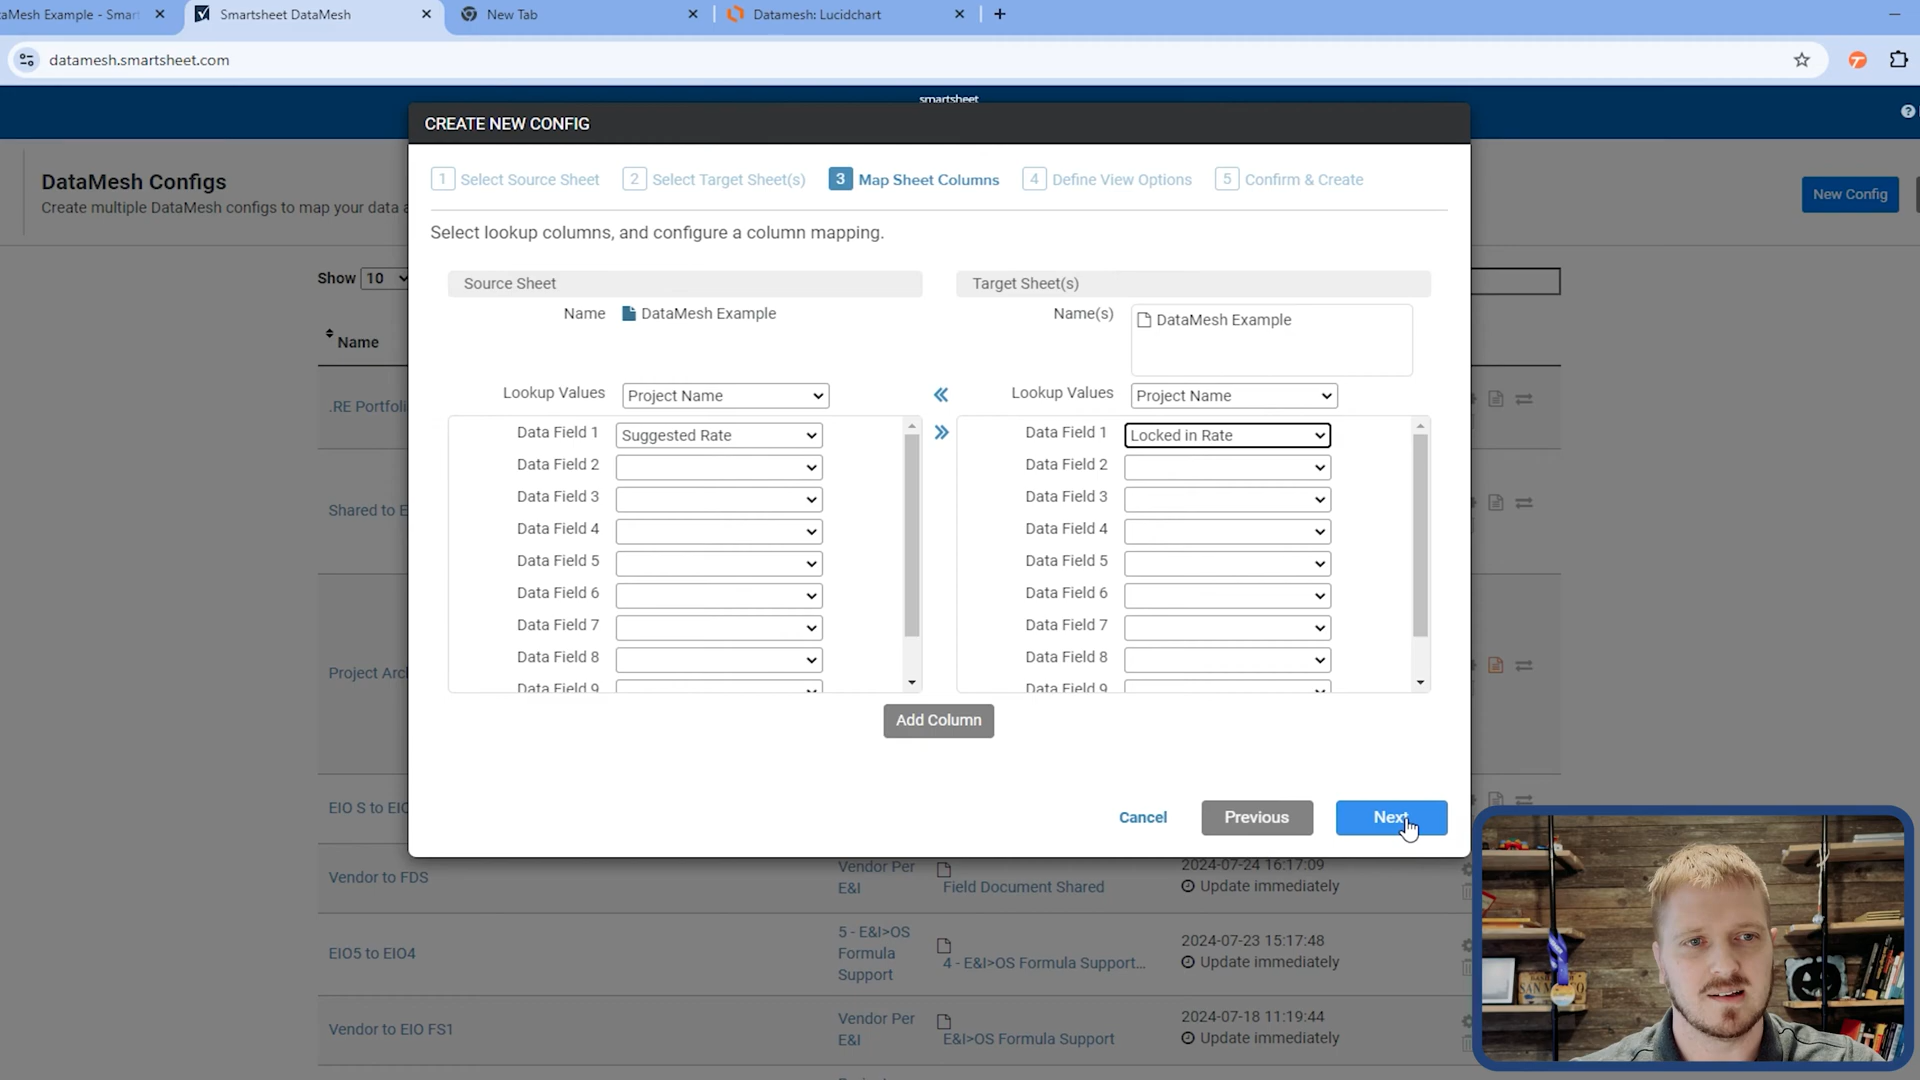 aMesh Example - Smar
Smartsheet DataMesh
New Tab
Datamesh: Lucidchart
datamesh.smartsheet.com
smartsheet
CREATE NEW CONFIG
1 Select Source Sheet
2 Select Target Sheet(s)
3 Map Sheet Columns
4 Define View Options
5 Confirm & Create
DataMesh Configs
Create multiple DataMesh configs to map your data a
New Config
Select lookup columns, and configure a column mapping.
Show 10
Source Sheet
Target Sheet(s)
Name DataMesh Example
Name(s) DataMesh Example
Name
Lookup Values Project Name
Lookup Values Project Name
.RE Portfoli
Data Field 1 Suggested Rate
Data Field 1 Locked in Rate
Data Field 2
Data Field 2
Data Field 3
Data Field 3
Shared to E
Data Field 4
Data Field 4
Data Field 5
Data Field 5
Data Field 6
Data Field 6
Data Field 7
Data Field 7
Data Field 8
Data Field 8
Project Arc
Data Field 9
Data Field 9
Add Column
EIO S to EIO
Cancel
Previous
Next
Vendor to FDS
Vendor Per
E&I
Field Document Shared
2024-07-24 16:17:09
Update immediately
EIO5 to EIO4
5 - E&I>OS
Formula
Support
4 - E&I>OS Formula Support...
2024-07-23 15:17:48
Update immediately
Vendor to EIO FS1
Vendor Per
E&I
E&I>OS Formula Support
2024-07-18 11:19:44
Update immediately